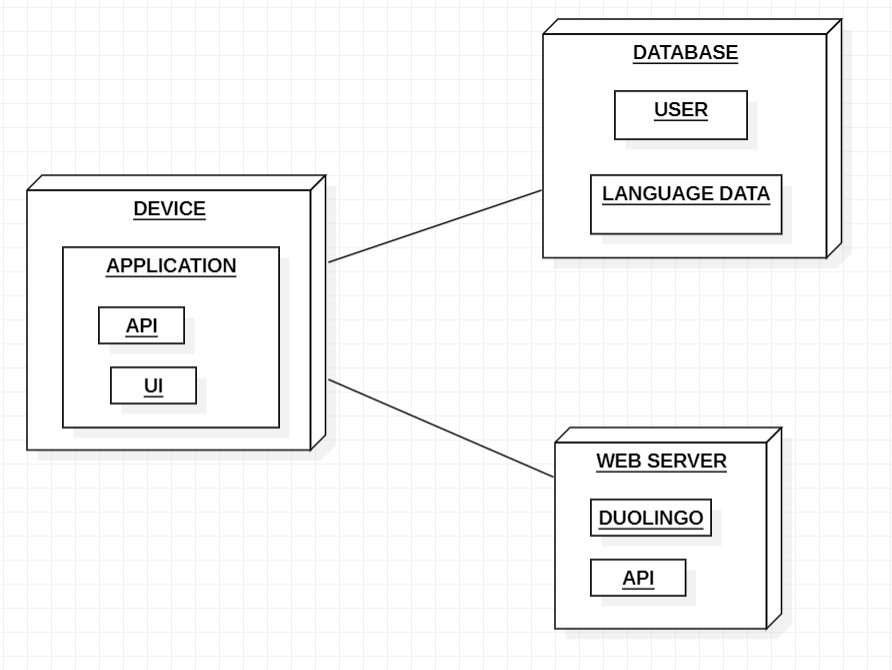 DATABASE
USER
LANGUAGE DATA
DEVICE
APPLICATION
API
UI
WEB SERVER
DUOLINGO
API